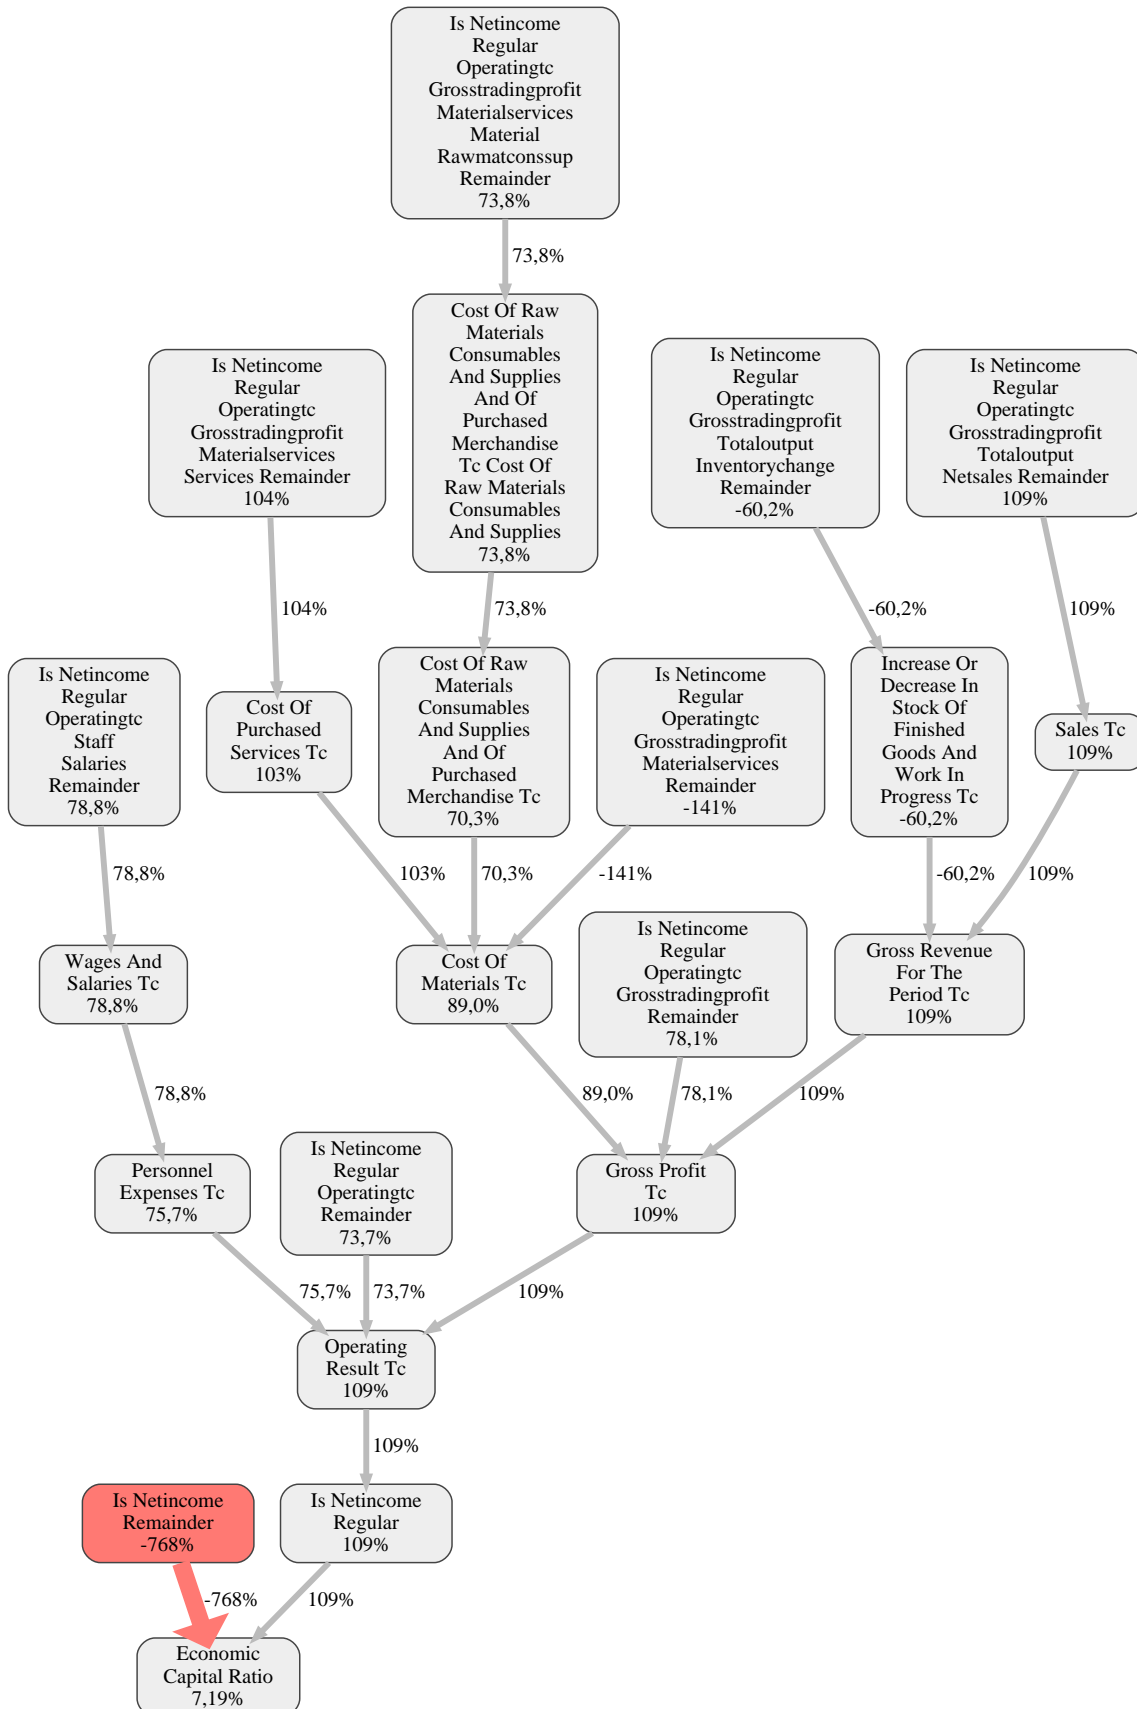 Is Netincome
Regular
Operatingtc
Grosstradingprofit
Materialservices
Material
Rawmatconssup
Remainder
73,8%
73,8%
Cost Of Raw
Materials
Consumables
And Supplies
And Of
Purchased
Merchandise
Tc Cost Of
Raw Materials
Consumables
And Supplies
73,8%
Is Netincome
Regular
Operatingtc
Grosstradingprofit
Materialservices
Services Remainder
104%
Is Netincome
Regular
Operatingtc
Grosstradingprofit
Totaloutput
Inventorychange
Remainder
-60,2%
Is Netincome
Regular
Operatingtc
Grosstradingprofit
Totaloutput
Netsales Remainder
109%
104%
73,8%
-60,2%
109%
Is Netincome
Regular
Operatingtc
Staff
Salaries
Remainder
78,8%
Cost Of
Purchased
Services Tc
103%
Cost Of Raw
Materials
Consumables
And Supplies
And Of
Purchased
Merchandise Tc
70,3%
Is Netincome
Regular
Operatingtc
Grosstradingprofit
Materialservices
Remainder
-141%
Increase Or
Decrease In
Stock Of
Finished
Goods And
Work In
Progress Tc
-60,2%
Sales Tc
109%
78,8%
103%
70,3%
-141%
-60,2%
109%
Wages And
Salaries Tc
78,8%
Cost Of
Materials Tc
89,0%
Is Netincome
Regular
Operatingtc
Grosstradingprofit
Remainder
78,1%
Gross Revenue
For The
Period Tc
109%
78,8%
89,0%
78,1%
109%
Personnel
Expenses Tc
75,7%
Is Netincome
Regular
Operatingtc
Remainder
73,7%
Gross Profit
Tc
109%
75,7%
73,7%
109%
Operating
Result Tc
109%
109%
Is Netincome
Remainder
-768%
Is Netincome
Regular
109%
-768%
109%
Economic
Capital Ratio
7,19%